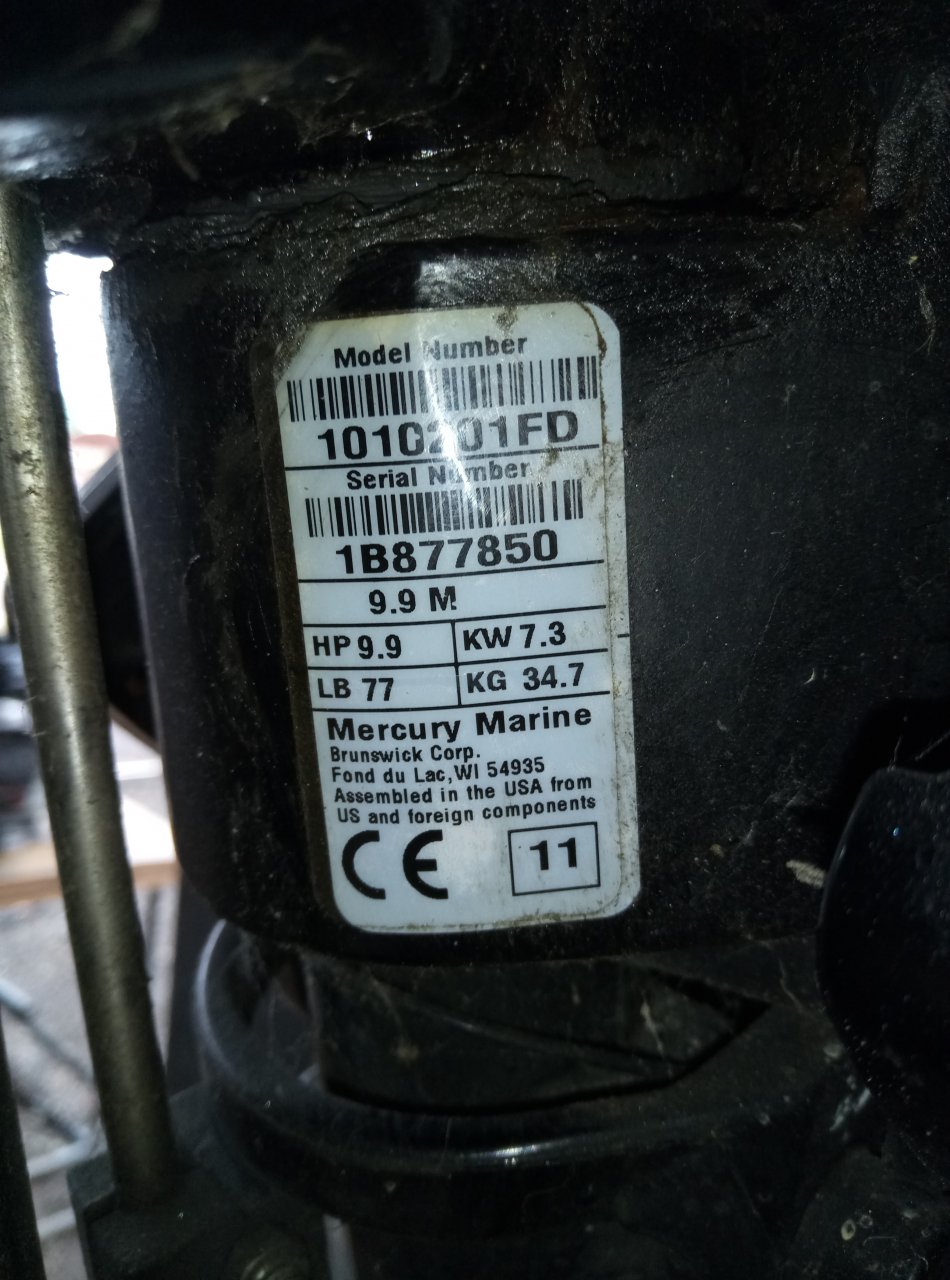 Model Number
1010201FD
Serial Number
1B877850
9.9 M
HP 9.9 KW 7.3
LB 77 KG 34.7
Mercury Marine
Brunswick Corp.
Fond du Lac, WI 54935
Assembled in the USA from
US and foreign components
CE 11